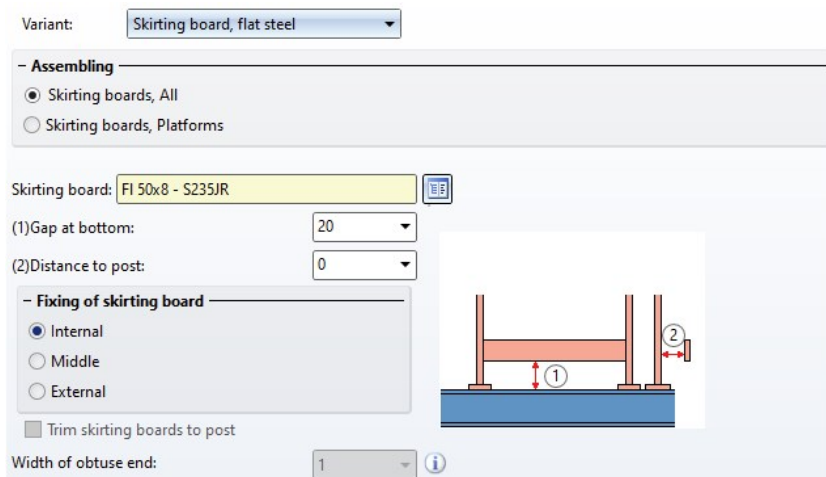 Variant: Skirting board, flat steel
− Assembling
Skirting boards, All
Skirting boards, Platforms
Skirting board: FI 50x8 - S235JR
(1)Gap at bottom: 20
(2)Distance to post: 0
− Fixing of skirting board
Internal
Middle
External
Trim skirting boards to post
Width of obtuse end: 1
2
1